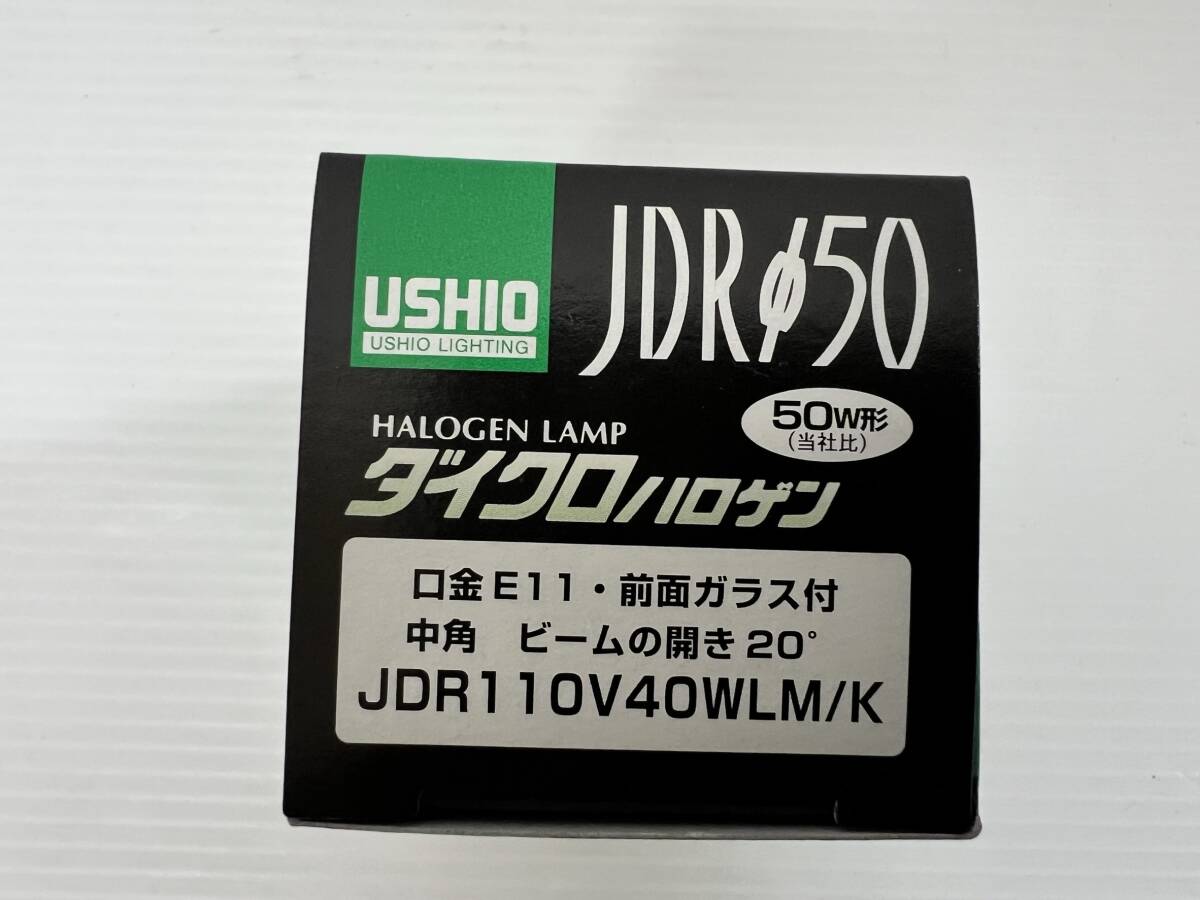 JDRφ50
USHIO
USHIO LIGHTING
50W形
(当社比)
HALOGEN LAMP
ダイクロハロゲン
口金E11・前面ガラス付
中角 ビームの開き20°
JDR110V40WLM/K